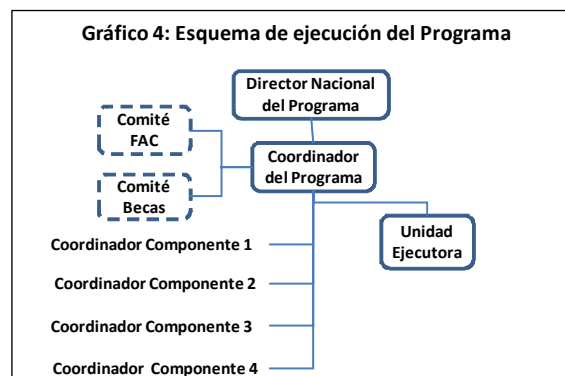 Gráfico 4: Esquema de ejecución del Programa
Director Nacional
del Programa
Comité
FAC
Coordinador
del Programa
Comité
Becas
Unidad
Ejecutora
Coordinador Componente 1
Coordinador Componente 2
Coordinador Componente 3
Coordinador Componente 4